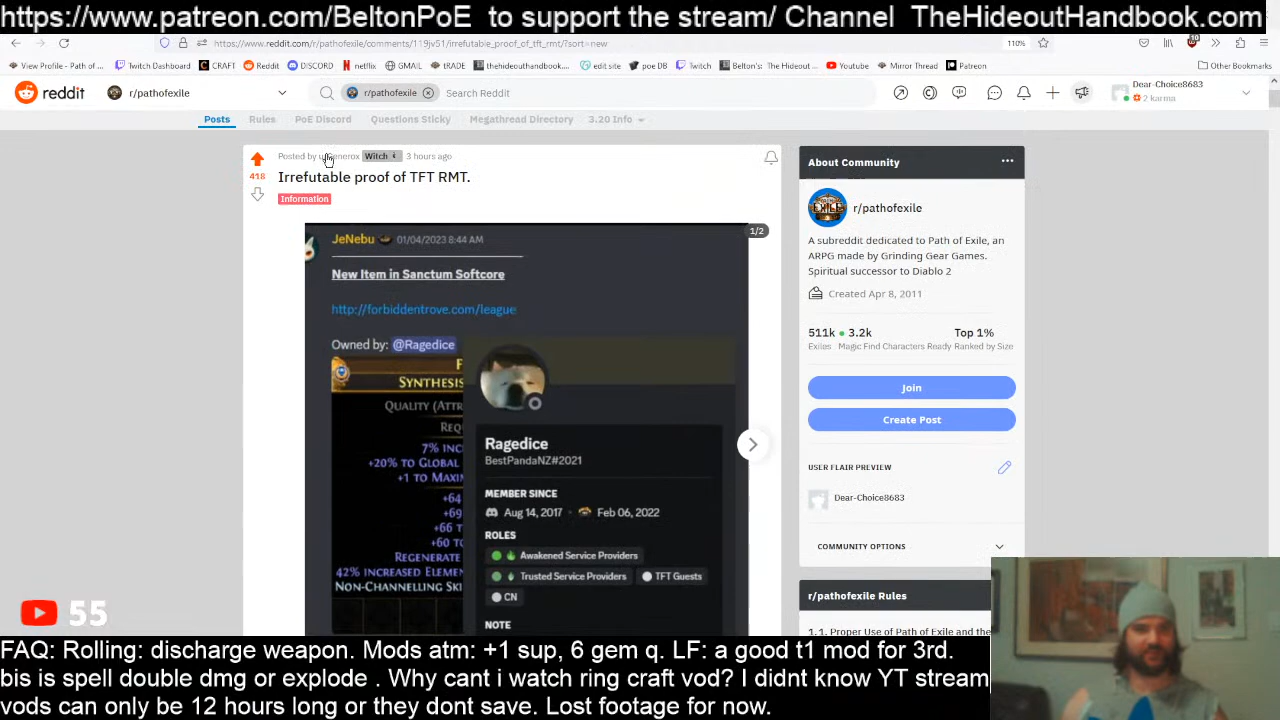 https://www.patreon.com/BeltonPoE to support the stream/ Channel TheHideoutHandbook.com
https://www.reddit.com/r/pathofexile/comments/119jv51/irrefutable_proof_of_tft_rmt/?sort=new
110%
View Profile - Path of ...
Twitch Dashboard
CRAFT
Reddit
DISCORD
netflix
GMAIL
tRADE
thehideouthandbook...
edit site
poe DB
Twitch
Belton's: The Hideout ...
Youtube
Mirror Thread
Patreon
Other Bookmarks
reddit
r/pathofexile
r/pathofexile
Search Reddit
Dear-Choice8683
2 karma
Posts
Rules
PoE Discord
Questions Sticky
Megathread Directory
3.20 Info
Posted by
Witch
3 hours ago
418
Irrefutable proof of TFT RMT.
Information
1/2
JeNebu 01/04/2023 8:44 AM
New Item in Sanctum Softcore
http://forbiddentrove.com/league
Owned by: @Ragedice
SYNTHESIS
QUALITY (ATTR
REQ
7% INC
+20% TO GLOBAL
+1 TO MAXI
+64
+69
+66 T
+60 TO
REGENERATE
42% INCREASED ELEMEN
NON-CHANNELLING SKI
Ragedice
BestPandaNZ#2021
MEMBER SINCE
Aug 14, 2017 • Feb 06, 2022
ROLES
Awakened Service Providers
Trusted Service Providers
TFT Guests
CN
NOTE
About Community
r/pathofexile
A subreddit dedicated to Path of Exile, an
ARPG made by Grinding Gear Games.
Spiritual successor to Diablo 2
Created Apr 8, 2011
511k
3.2k
Top 1%
Exiles
Magic Find Characters Ready
Ranked by Size
Join
Create Post
USER FLAIR PREVIEW
Dear-Choice8683
COMMUNITY OPTIONS
r/pathofexile Rules
1.1. Proper Use of Path of Exile and the
55
FAQ: Rolling: discharge weapon. Mods atm: +1 sup, 6 gem q. LF: a good t1 mod for 3rd.
bis is spell double dmg or explode . Why cant i watch ring craft vod? I didnt know YT stream
vods can only be 12 hours long or they dont save. Lost footage for now.